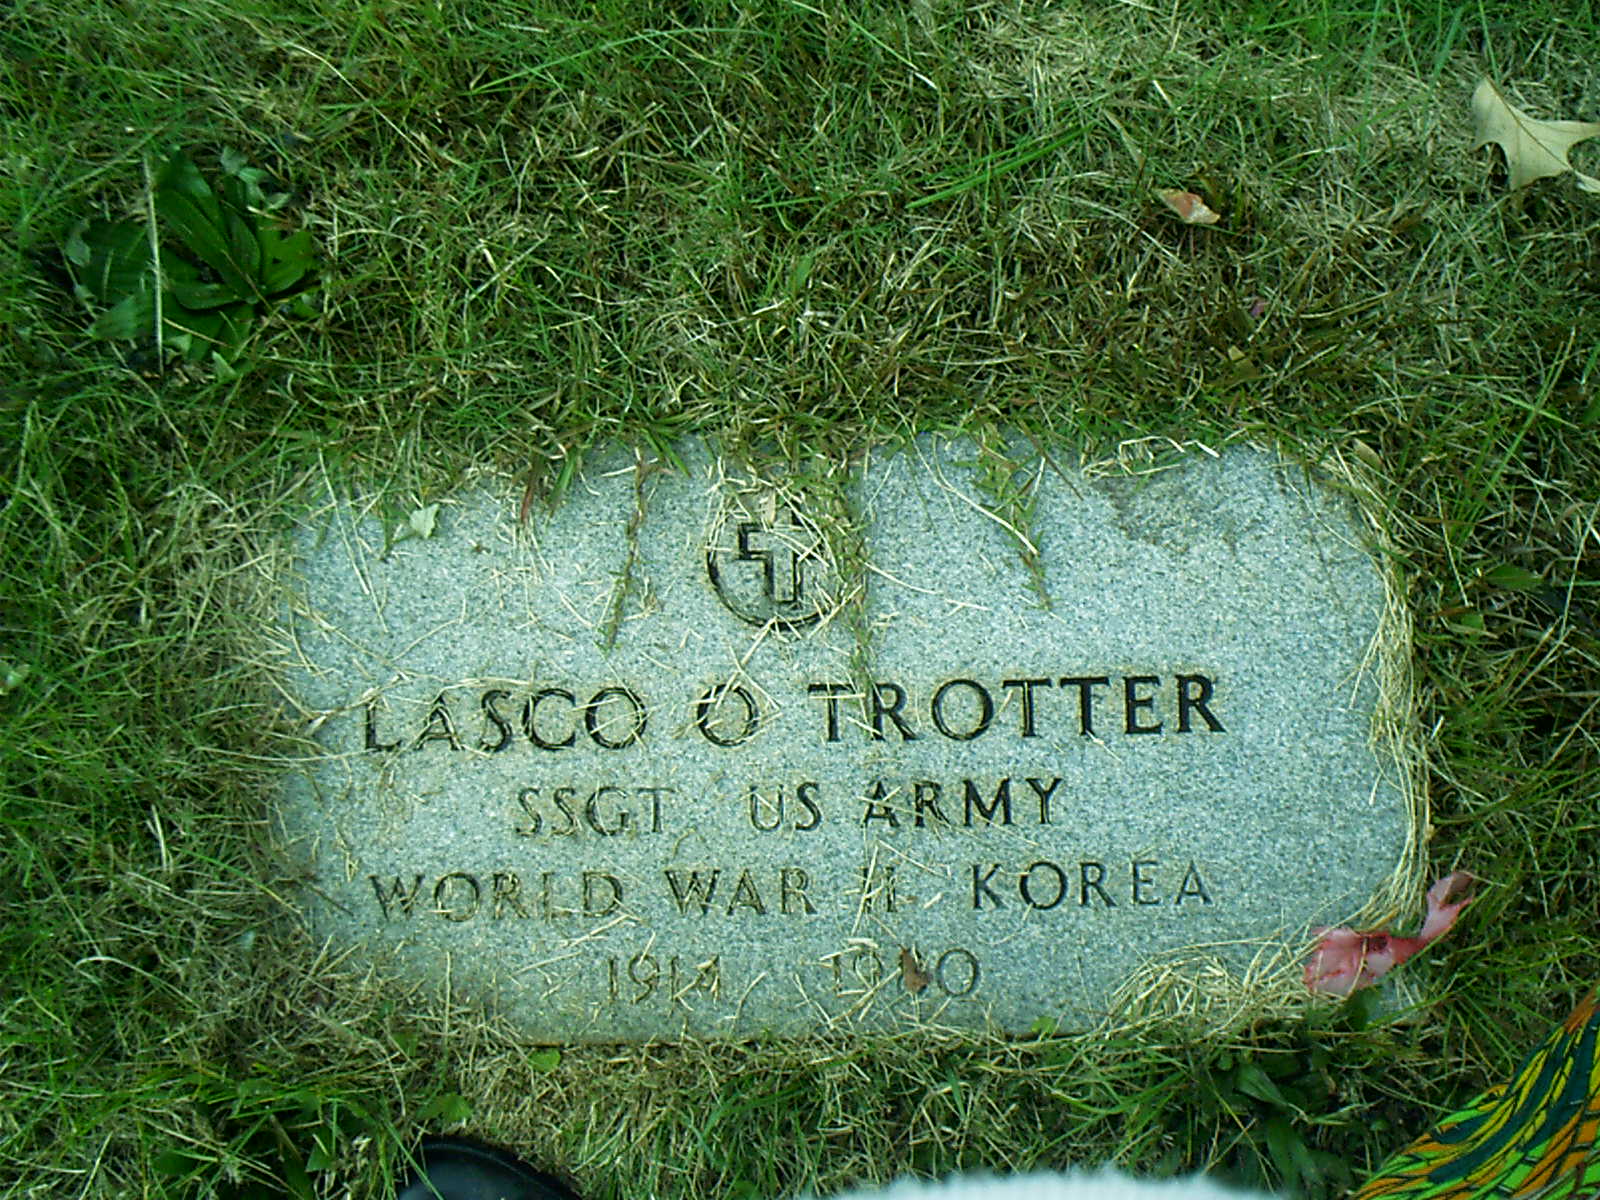 LASCO O TROTTER
SSGT US ARMY
WORLD WAR II KOREA
1914